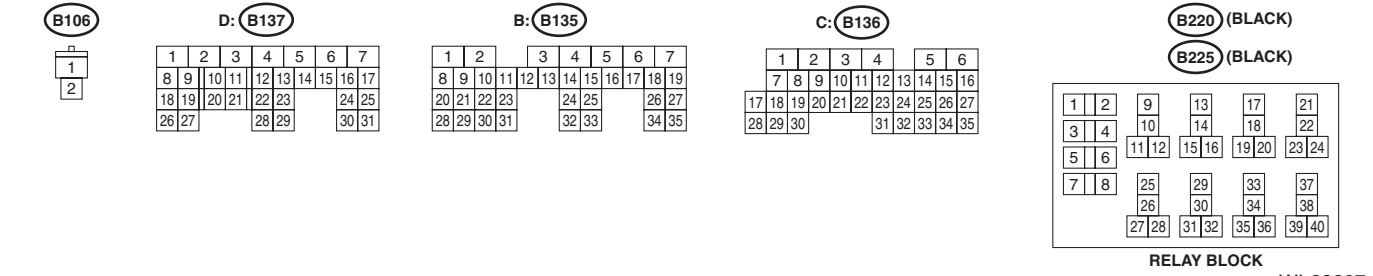 B106
1
2
D: B137
1 2 3 4 5 6 7
8 9 10 11 12 13 14 15 16 17
18 19 20 21 22 23 24 25
26 27 28 29 30 31
B: B135
1 2 3 4 5 6 7
8 9 10 11 12 13 14 15 16 17 18 19
20 21 22 23 24 25 26 27
28 29 30 31 32 33 34 35
C: B136
1 2 3 4 5 6
7 8 9 10 11 12 13 14 15 16
17 18 19 20 21 22 23 24 25 26 27
28 29 30 31 32 33 34 35
B220 (BLACK)
B225 (BLACK)
1 2 9 13 17 21
3 4 10 14 18 22
11 12 15 16 19 20 23 24
5 6
7 8 25 29 33 37
26 30 34 38
27 28 31 32 35 36 39 40
RELAY BLOCK